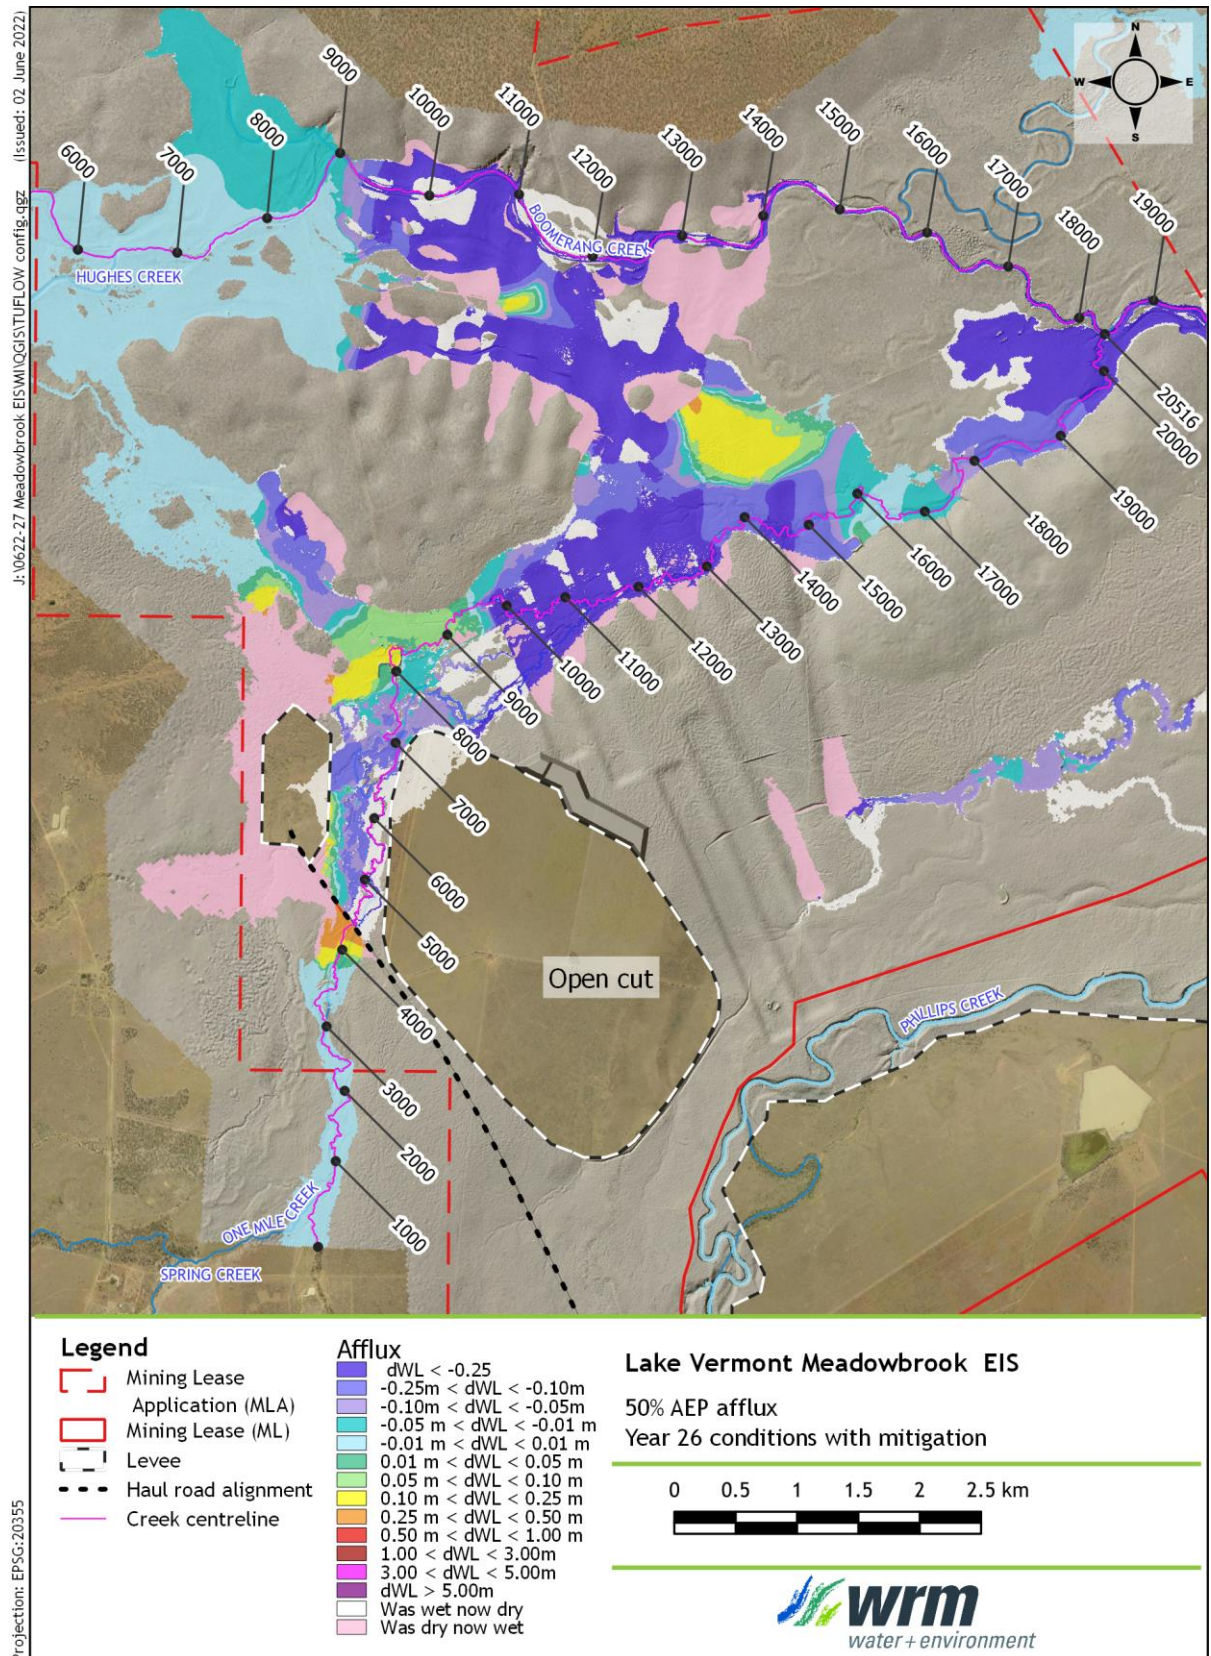 J:\0622-27 Meadowbrook EIS\WI\QGIS\TUFLOW config.qgz (Issued: 02 June 2022)
N
W E
S
9000
10000
11000
14000
15000
8000
13000
16000
7000
12000
17000
6000
19000
18000
BOOMERANG CREEK
HUGHES CREEK
20516
20000
19000
18000
17000
16000
15000
14000
13000
12000
11000
10000
9000
8000
7000
6000
5000
Open cut
4000
PHILLIPS CREEK
3000
2000
1000
ONE MILE CREEK
SPRING CREEK
Projection: EPSG:20355
Legend
Mining Lease
Application (MLA)
Mining Lease (ML)
Levee
Haul road alignment
Creek centreline
Afflux
dWL < -0.25
-0.25m < dWL < -0.10m
-0.10m < dWL < -0.05m
-0.05 m < dWL < -0.01 m
-0.01 m < dWL < 0.01 m
0.01 m < dWL < 0.05 m
0.05 m < dWL < 0.10 m
0.10 m < dWL < 0.25 m
0.25 m < dWL < 0.50 m
0.50 m < dWL < 1.00 m
1.00 < dWL < 3.00m
3.00 < dWL < 5.00m
dWL > 5.00m
Was wet now dry
Was dry now wet
Lake Vermont Meadowbrook EIS
50% AEP afflux
Year 26 conditions with mitigation
0 0.5 1 1.5 2 2.5 km
wrm
water + environment